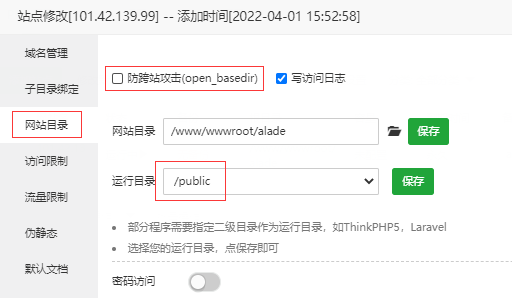 站点修改[101.42.139.99] -- 添加时间[2022-04-01 15:52:58]
域名管理
子目录绑定
网站目录
访问限制
流量限制
伪静态
默认文档
防跨站攻击(open_basedir) 写访问日志
网站目录 /www/wwwroot/alade 保存
运行目录 /public 保存
部分程序需要指定二级目录作为运行目录，如ThinkPHP5，Laravel
选择您的运行目录，点保存即可
密码访问